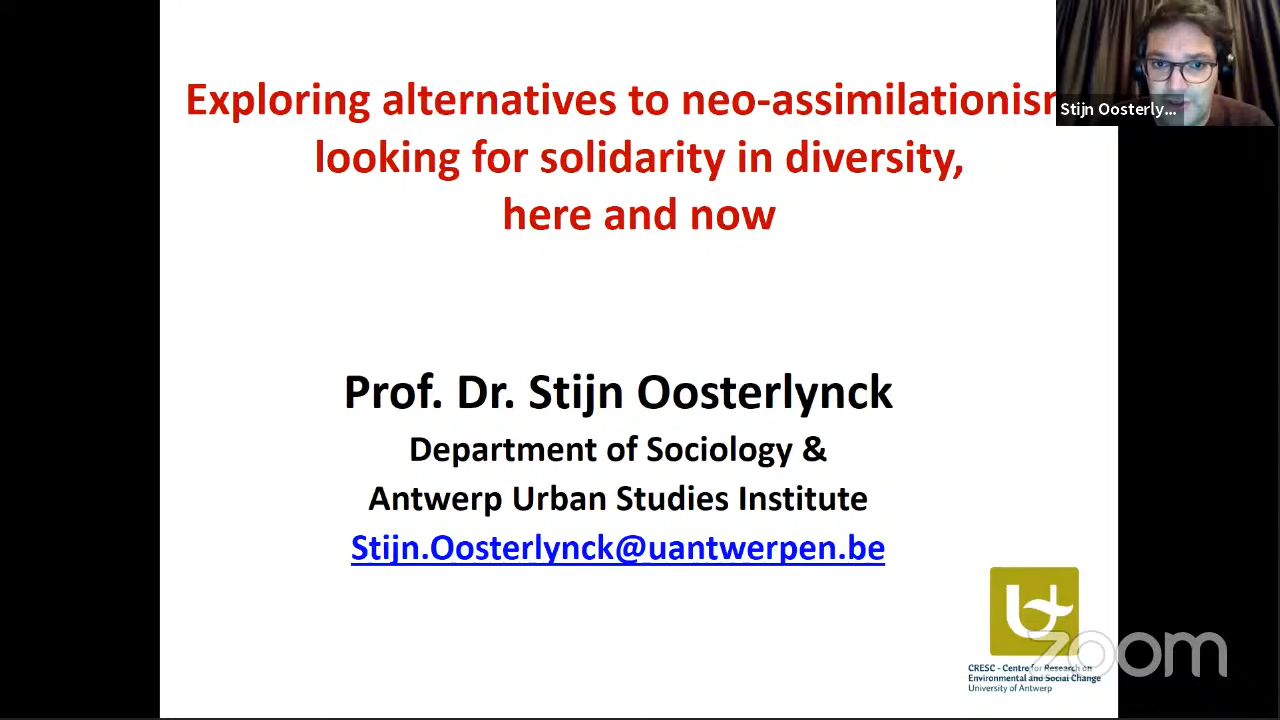 Exploring alternatives to neo-assimilationism
looking for solidarity in diversity,
here and now
Stijn Oosterly...
Prof. Dr. Stijn Oosterlynck
Department of Sociology &
Antwerp Urban Studies Institute
Stijn.Oosterlynck@uantwerpen.be
CRESC - Centre for Research on
Environmental and Social Change
University of Antwerp
zoom